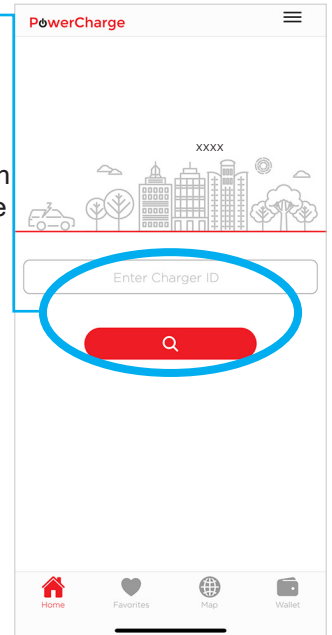 PowerCharge
xxxx
n
e
z
Enter Charger ID
Home
Favorites
Map
Wallet